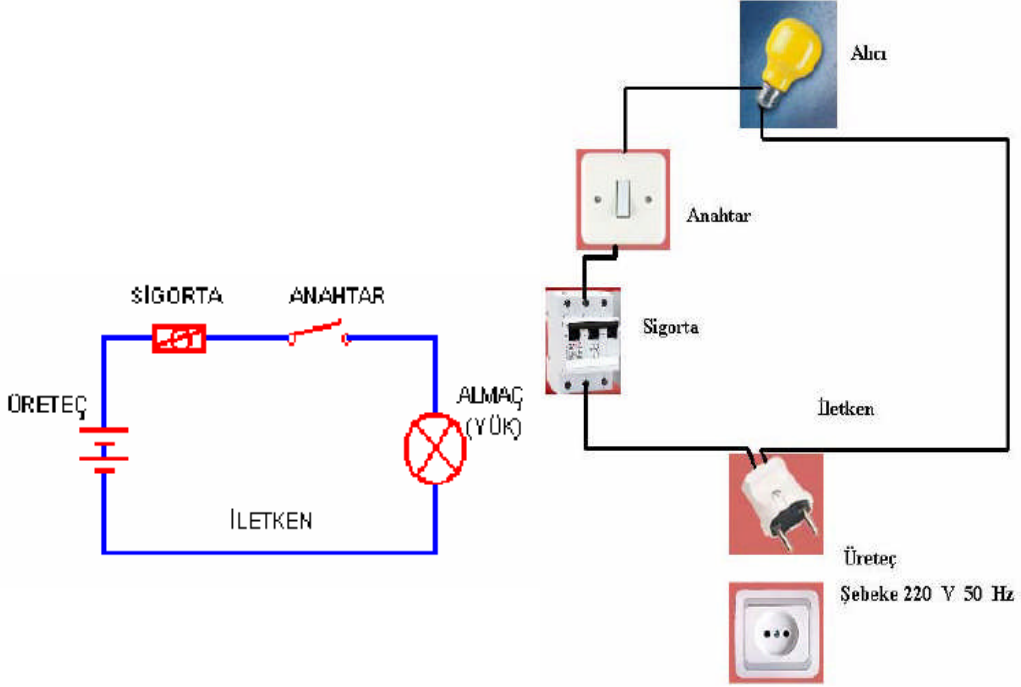 SİGORTA
ANAHTAR
ÜRETEÇ
ALMAÇ
(YÜK)
İLETKEN
Alıcı
Anahtar
Sigorta
İletken
Üreteç
Şebeke 220 V 50 Hz